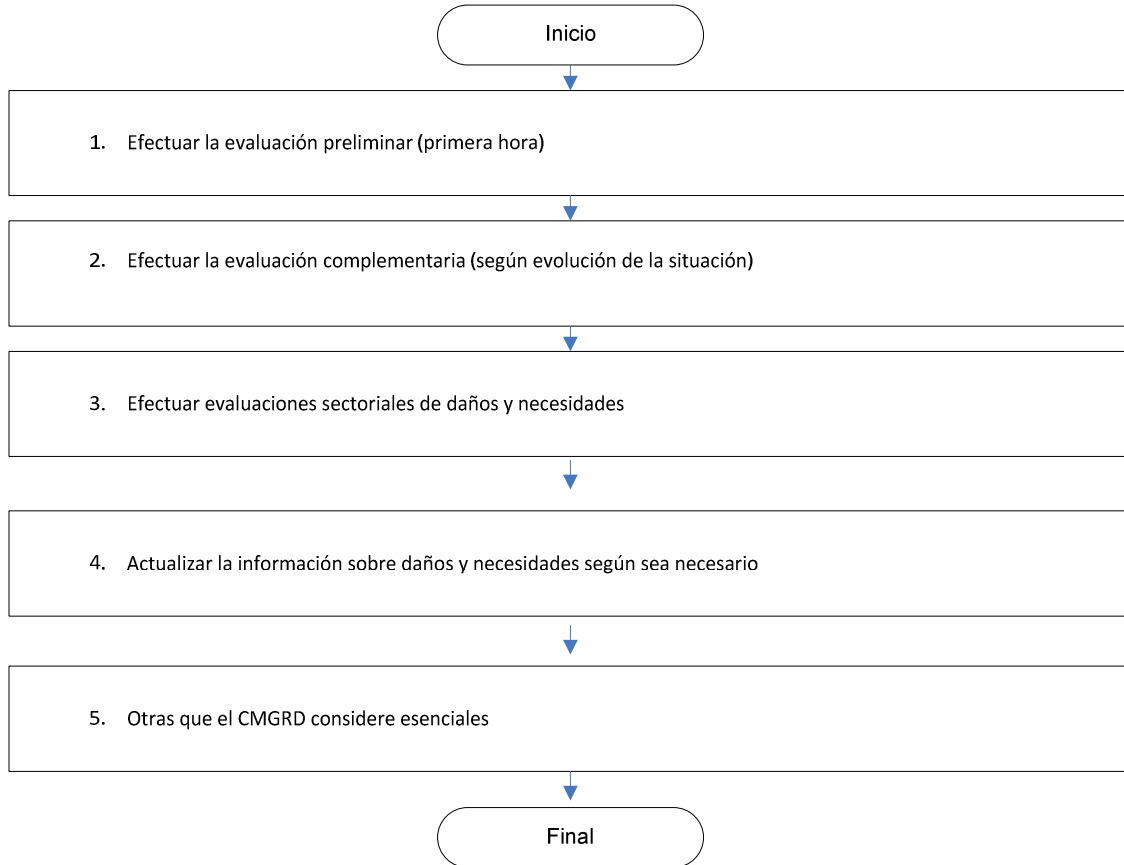 Inicio
1. Efectuar la evaluación preliminar (primera hora)
2. Efectuar la evaluación complementaria (según evolución de la situación)
3. Efectuar evaluaciones sectoriales de daños y necesidades
4. Actualizar la información sobre daños y necesidades según sea necesario
5. Otras que el CMGRD considere esenciales
Final